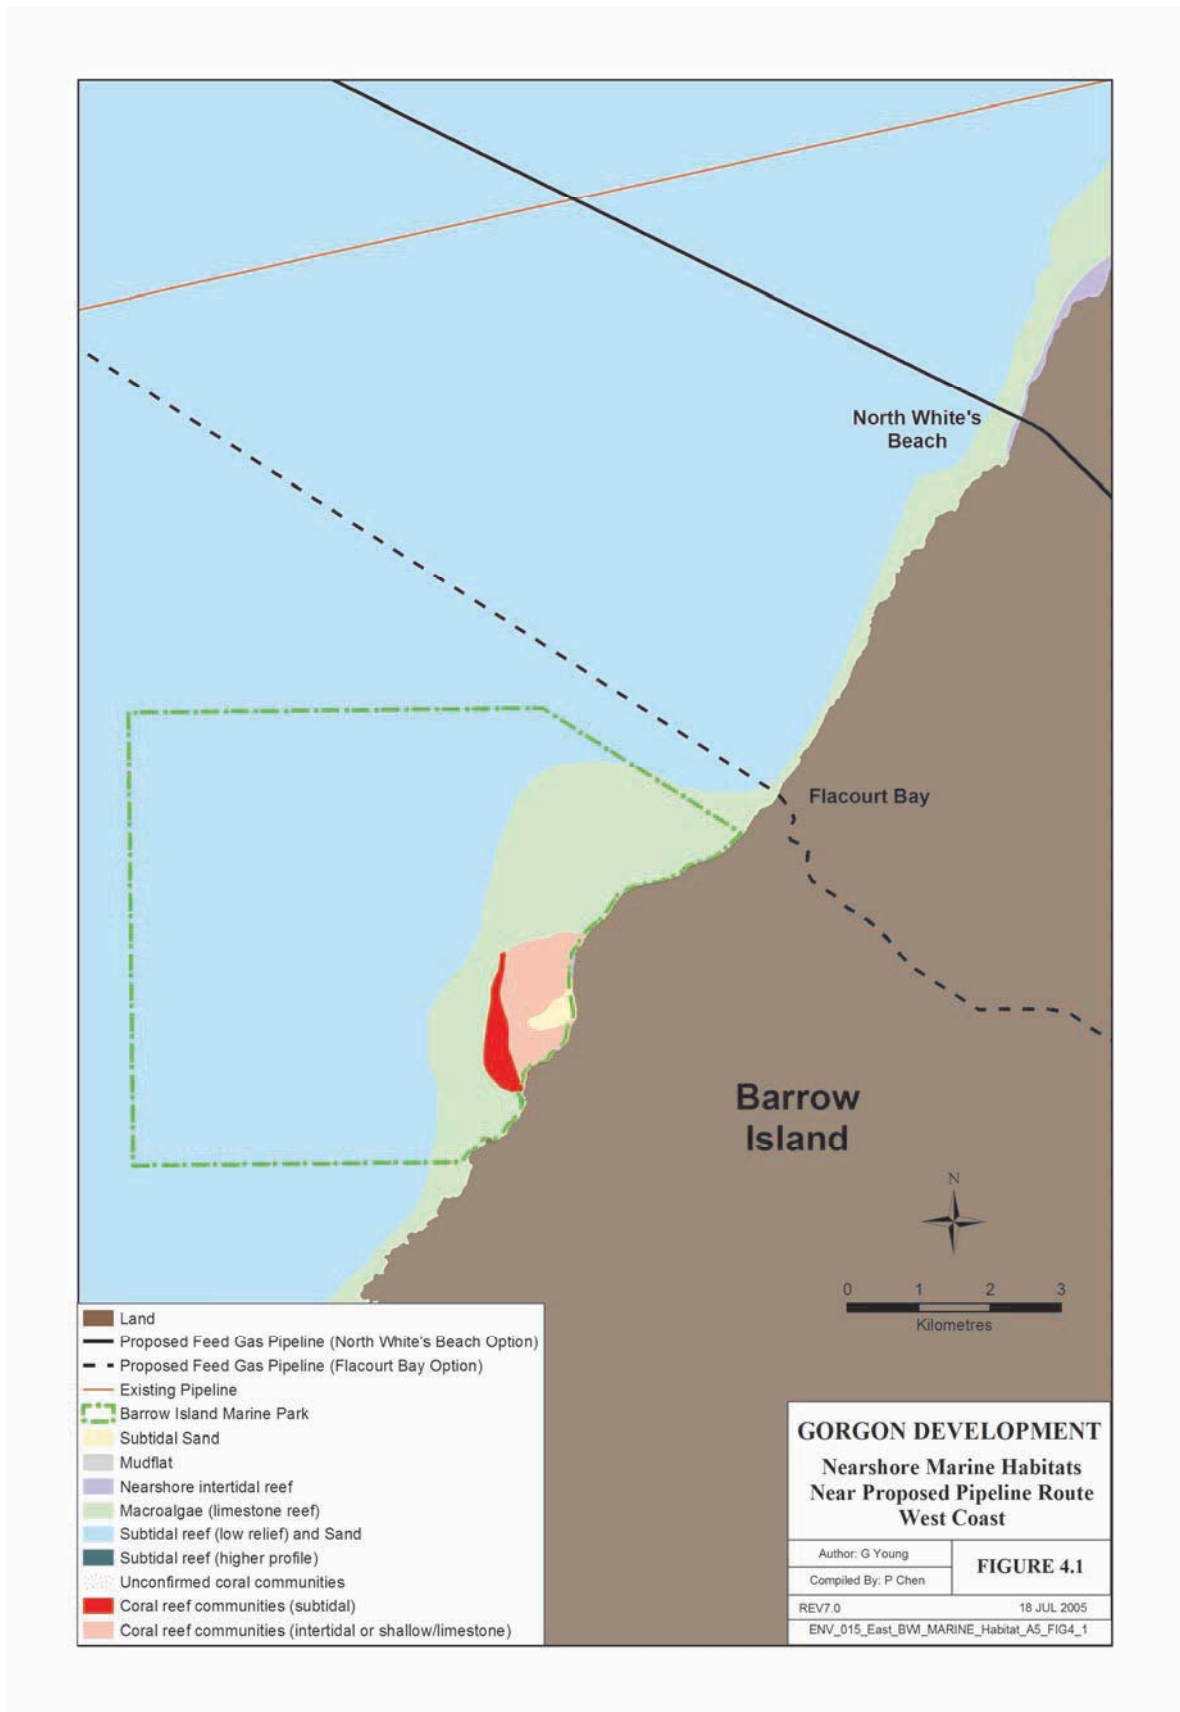 North White's
Beach
Flacourt Bay
Barrow
Island
N
0 1 2 3
Kilometres
Land
Proposed Feed Gas Pipeline (North White's Beach Option)
Proposed Feed Gas Pipeline (Flacourt Bay Option)
Existing Pipeline
Barrow Island Marine Park
Subtidal Sand
Mudflat
Nearshore intertidal reef
Macroalgae (limestone reef)
Subtidal reef (low relief) and Sand
Subtidal reef (higher profile)
Unconfirmed coral communities
Coral reef communities (subtidal)
Coral reef communities (intertidal or shallow/limestone)
GORGON DEVELOPMENT
Nearshore Marine Habitats
Near Proposed Pipeline Route
West Coast
Author: G Young
Compiled By: P Chen
FIGURE 4.1
REV7.0 18 JUL 2005
ENV_015_East_BWI_MARINE_Habitat_A5_FIG4_1